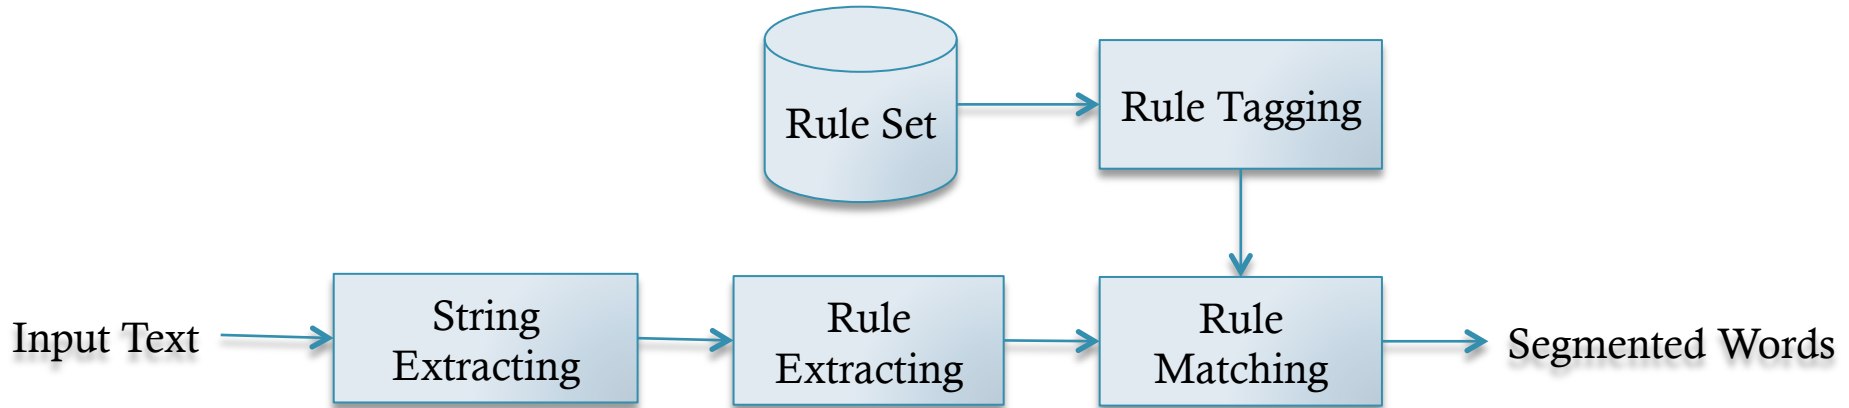 Rule Set
Rule Tagging
Input Text
String
Extracting
Rule
Extracting
Rule
Matching
Segmented Words